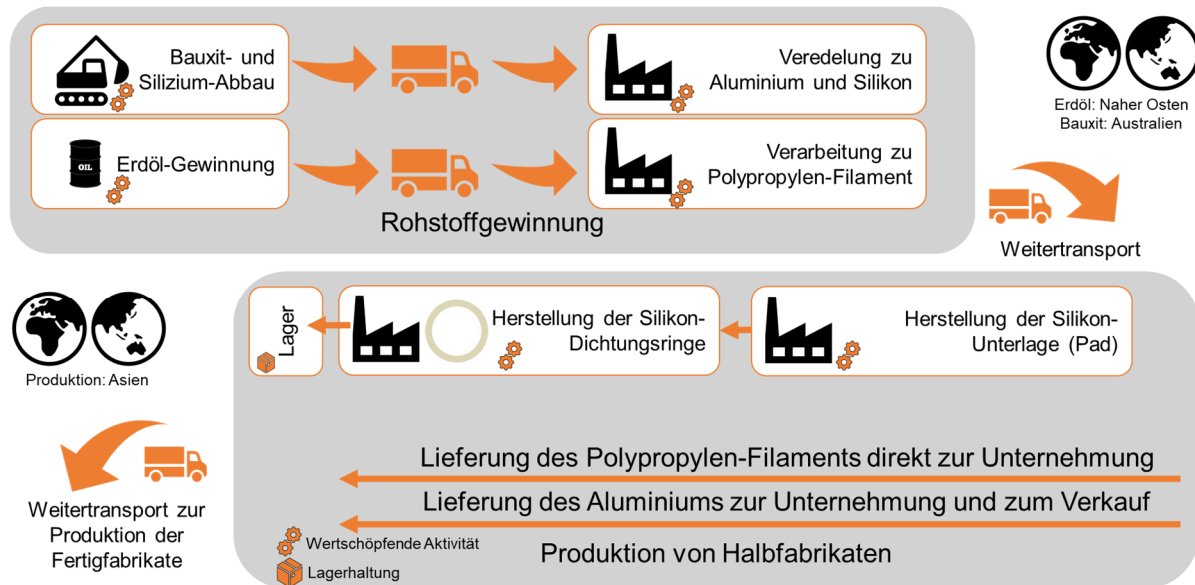 Bauxit- und
Silizium-Abbau
Veredelung zu
Aluminium und Silikon
Erdöl: Naher Osten
Bauxit: Australien
OIL
Erdöl-Gewinnung
Verarbeitung zu
Polypropylen-Filament
Rohstoffgewinnung
Weitertransport
Lager
Herstellung der Silikon-
Dichtungsringe
Herstellung der Silikon-
Unterlage (Pad)
Produktion: Asien
Lieferung des Polypropylen-Filaments direkt zur Unternehmung
Lieferung des Aluminiums zur Unternehmung und zum Verkauf
Weitertransport zur
Produktion der
Fertigfabrikate
Wertschöpfende Aktivität
Lagerhaltung
Produktion von Halbfabrikaten